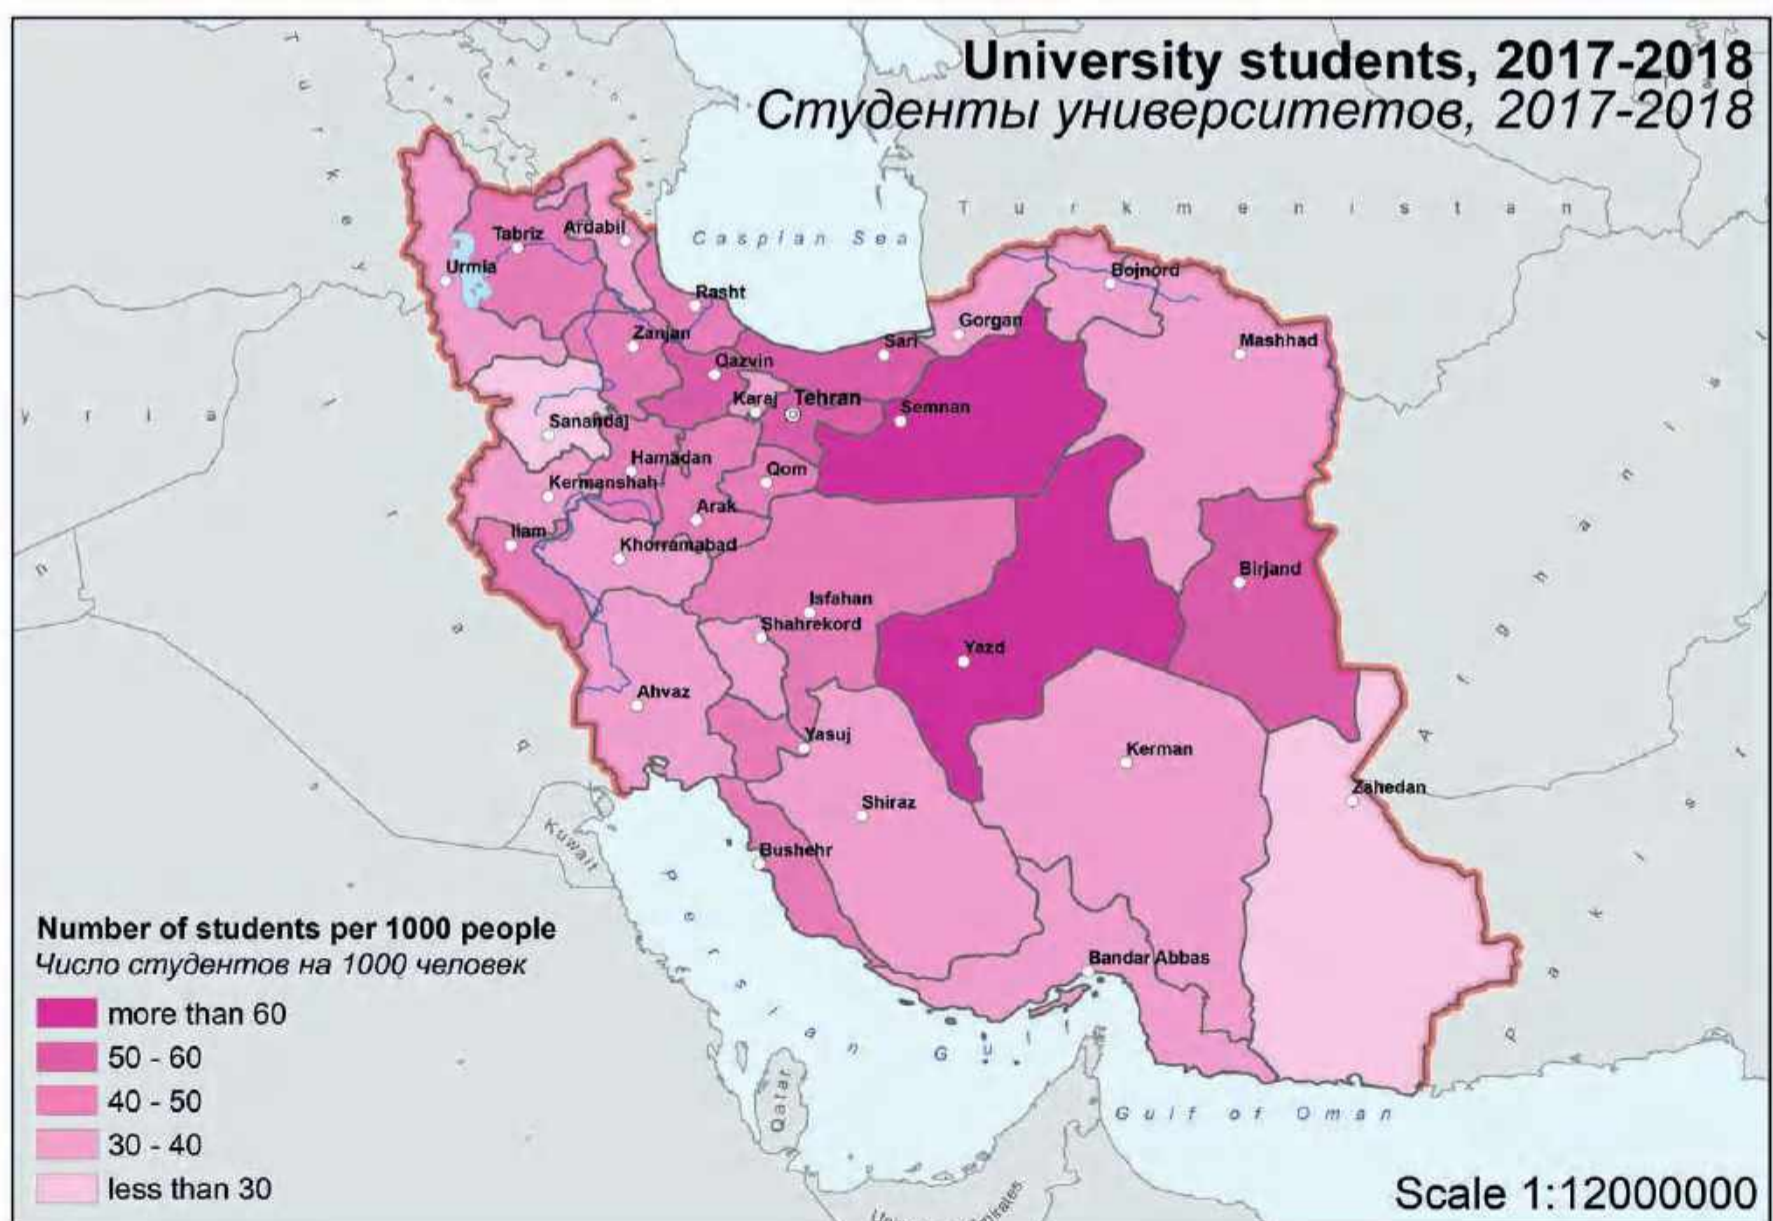 University students, 2017-2018
Студенты университетов, 2017-2018
Turkey
Turkmenistan
Caspian Sea
Tabriz
Ardabil
Urmia
Rasht
Bojnord
Gorgan
Zanjan
Sari
Mashhad
Qazvin
Karaj
Tehran
Semnan
Sanandaj
Hamadan
Qom
Kermanshah
Arak
Ilam
Khorramabad
Birjand
Isfahan
Shahrekord
Yazd
Ahvaz
Yasuj
Kerman
Zahedan
Shiraz
Bushehr
Bandar Abbas
Iraq
Afghanistan
Kuwait
Persian Gulf
Qatar
Gulf of Oman
Number of students per 1000 people
Число студентов на 1000 человек
more than 60
50 - 60
40 - 50
30 - 40
less than 30
Scale 1:12000000